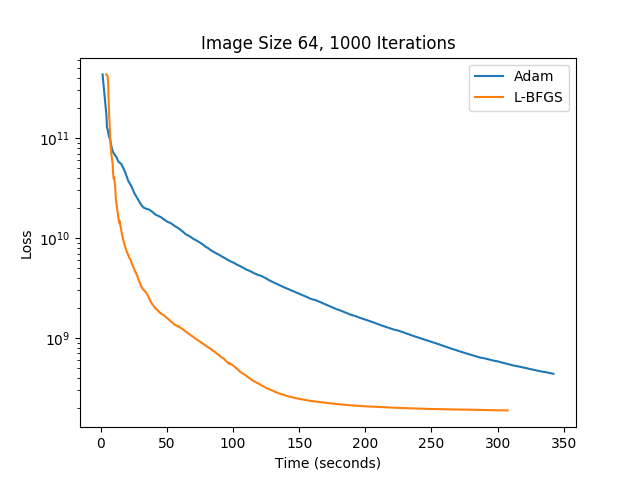 Image Size 64, 1000 Iterations
Adam
L-BFGS
10¹¹
10¹⁰
10⁹
Loss
0 50 100 150 200 250 300 350
Time (seconds)